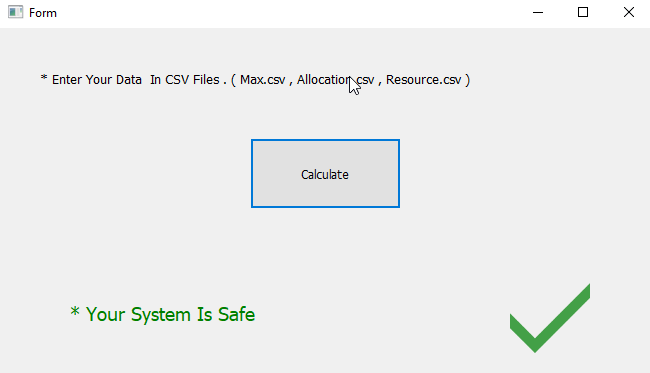 Form
* Enter Your Data  In CSV Files . ( Max.csv , Allocation.csv , Resource.csv )
Calculate
* Your System Is Safe